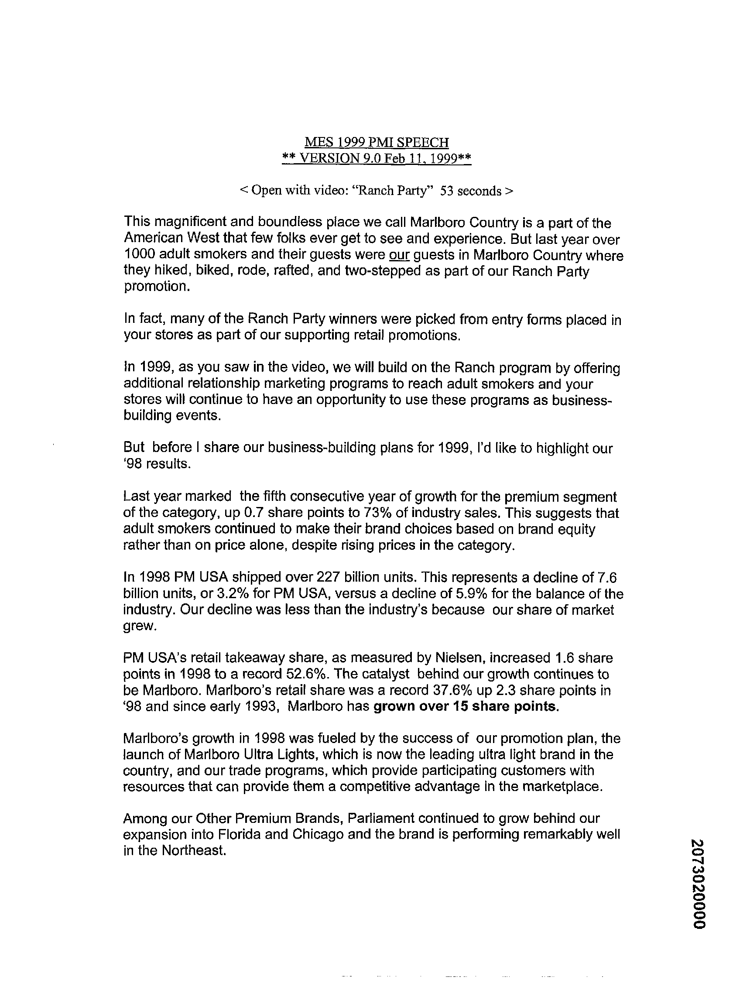 MES 1999 PMI SPEECH
** VERSION 9.0 Feb 11, 1999**
< Open with video: “Ranch Party”  53 seconds >
This magnificent and boundless place we call Marlboro Country is a part of the
American West that few folks ever get to see and experience. But last year over
1000 adult smokers and their guests were our guests in Marlboro Country where
they hiked, biked, rode, rafted, and two-stepped as part of our Ranch Party
promotion.
In fact, many of the Ranch Party winners were picked from entry forms placed in
your stores as part of our supporting retail promotions.
In 1999, as you saw in the video, we will build on the Ranch program by offering
additional relationship marketing programs to reach adult smokers and your
stores will continue to have an opportunity to use these programs as business-
building events.
But  before I share our business-building plans for 1999, I’d like to highlight our
’98 results.
Last year marked  the fifth consecutive year of growth for the premium segment
of the category, up 0.7 share points to 73% of industry sales. This suggests that
adult smokers continued to make their brand choices based on brand equity
rather than on price alone, despite rising prices in the category.
In 1998 PM USA shipped over 227 billion units. This represents a decline of 7.6
billion units, or 3.2% for PM USA, versus a decline of 5.9% for the balance of the
industry. Our decline was less than the industry’s because  our share of market
grew.
PM USA’s retail takeaway share, as measured by Nielsen, increased 1.6 share
points in 1998 to a record 52.6%. The catalyst  behind our growth continues to
be Marlboro. Marlboro’s retail share was a record 37.6% up 2.3 share points in
’98 and since early 1993,  Marlboro has grown over 15 share points.
Marlboro’s growth in 1998 was fueled by the success of  our promotion plan, the
launch of Marlboro Ultra Lights, which is now the leading ultra light brand in the
country, and our trade programs, which provide participating customers with
resources that can provide them a competitive advantage in the marketplace.
Among our Other Premium Brands, Parliament continued to grow behind our
expansion into Florida and Chicago and the brand is performing remarkably well
in the Northeast.
2073020000